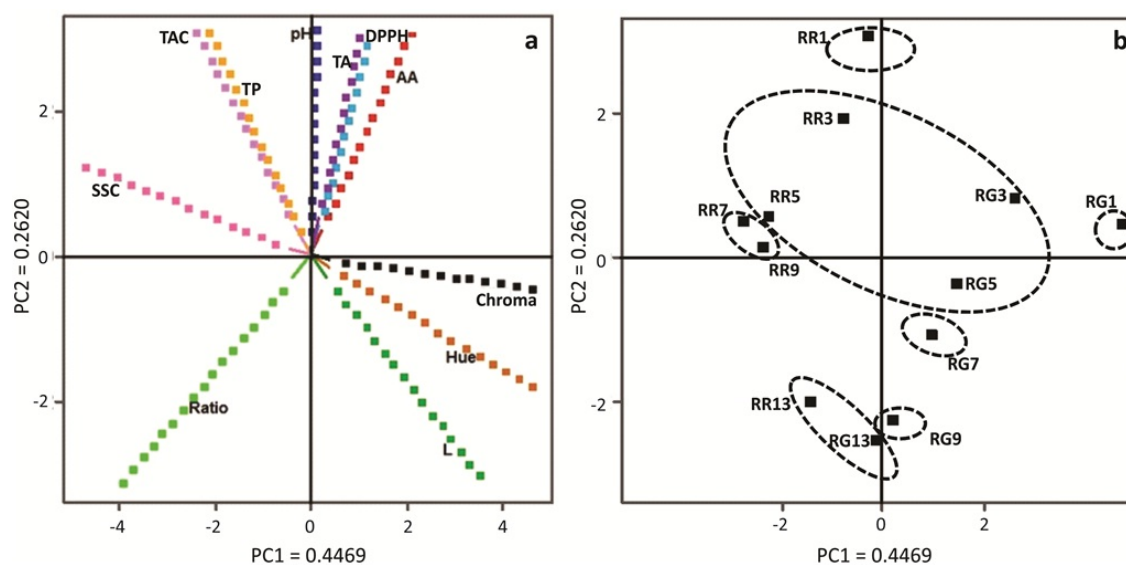 a
TAC
pH
DPPH
TA
AA
TP
SSC
Chroma
Hue
Ratio
L
2
0
-2
-4
-2
0
2
4
PC2 = 0.2620
PC1 = 0.4469
b
RR1
RR3
RG3
RR5
RR7
RG1
RR9
RG5
RG7
RR13
RG13
RG9
2
0
-2
-2
0
2
PC2 = 0.2620
PC1 = 0.4469